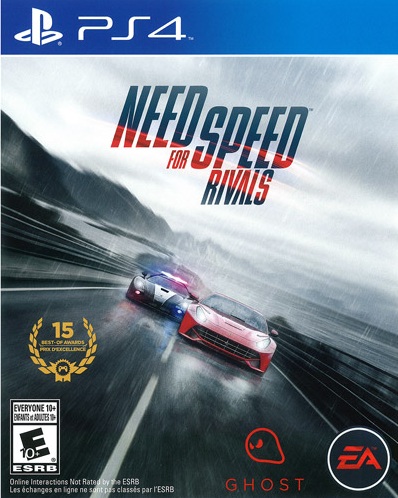 PS4
NEED
FOR SPEED
RIVALS
15
BEST-OF AWARDS
PRIX D'EXCELLENCE
EVERYONE 10+
ENFANTS et ADULTES 10+
E
10+
ESRB
Online Interactions Not Rated by the ESRB
Les échanges en ligne ne sont pas classés par l'ESRB
GHOST
EA